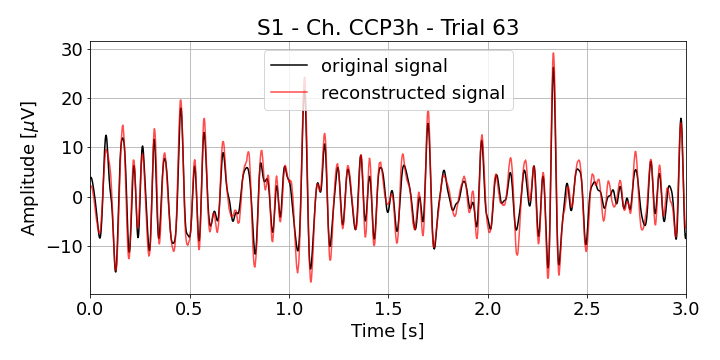 S1 - Ch. CCP3h - Trial 63
original signal
reconstructed signal
Amplitude [μV]
30
20
10
0
−10
0.0 0.5 1.0 1.5 2.0 2.5 3.0
Time [s]